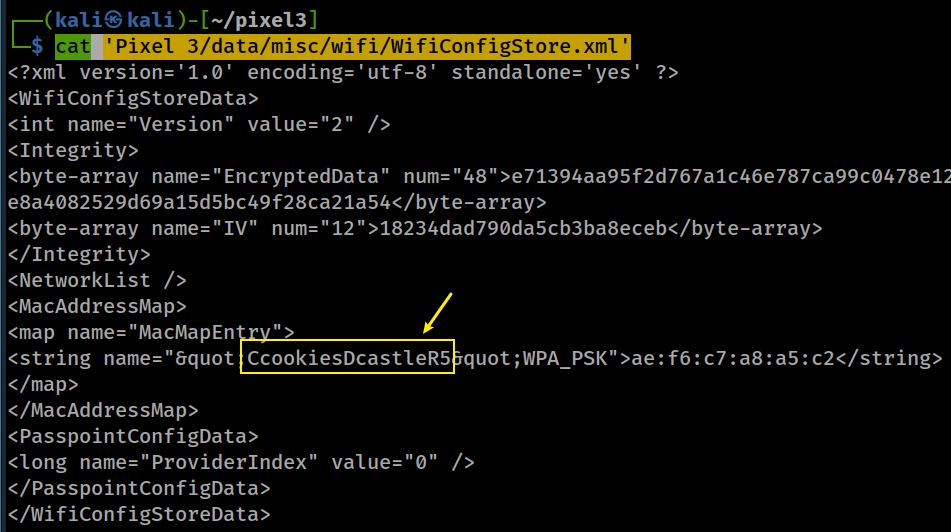 ┌──(kali㉿kali)-[~/pixel3]
└─$ cat 'Pixel 3/data/misc/wifi/WifiConfigStore.xml'
<?xml version='1.0' encoding='utf-8' standalone='yes' ?>
<WifiConfigStoreData>
<int name="Version" value="2" />
<Integrity>
<byte-array name="EncryptedData" num="48">e71394aa95f2d767a1c46e787ca99c0478e12
e8a4082529d69a15d5bc49f28ca21a54</byte-array>
<byte-array name="IV" num="12">18234dad790da5cb3ba8eceb</byte-array>
</Integrity>
<NetworkList />
<MacAddressMap>
<map name="MacMapEntry">
<string name="&quot;CcookiesDcastleR5&quot;WPA_PSK">ae:f6:c7:a8:a5:c2</string>
</map>
</MacAddressMap>
<PasspointConfigData>
<long name="ProviderIndex" value="0" />
</PasspointConfigData>
</WifiConfigStoreData>